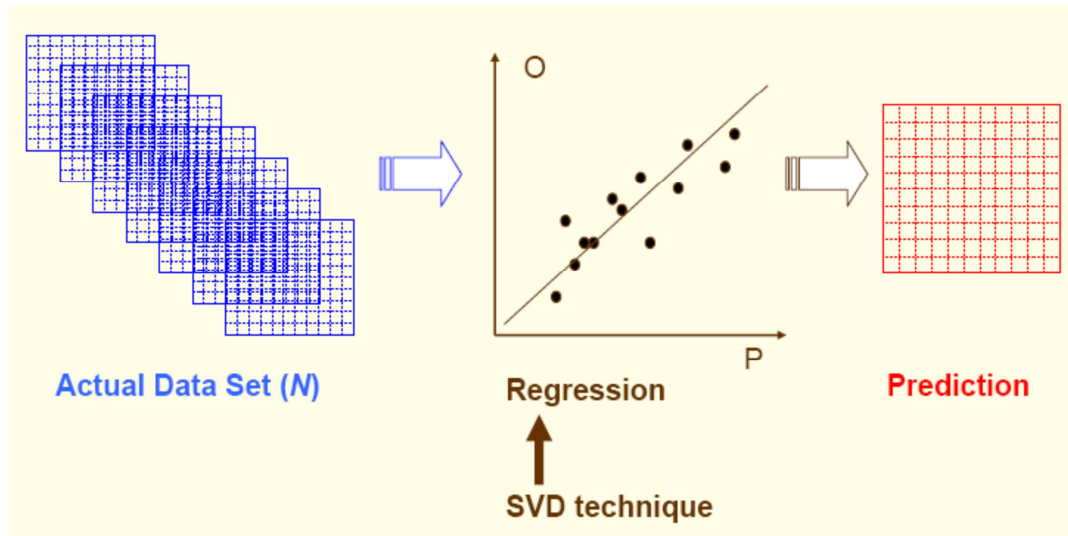 O
P
Actual Data Set (N)
Regression
Prediction
SVD technique